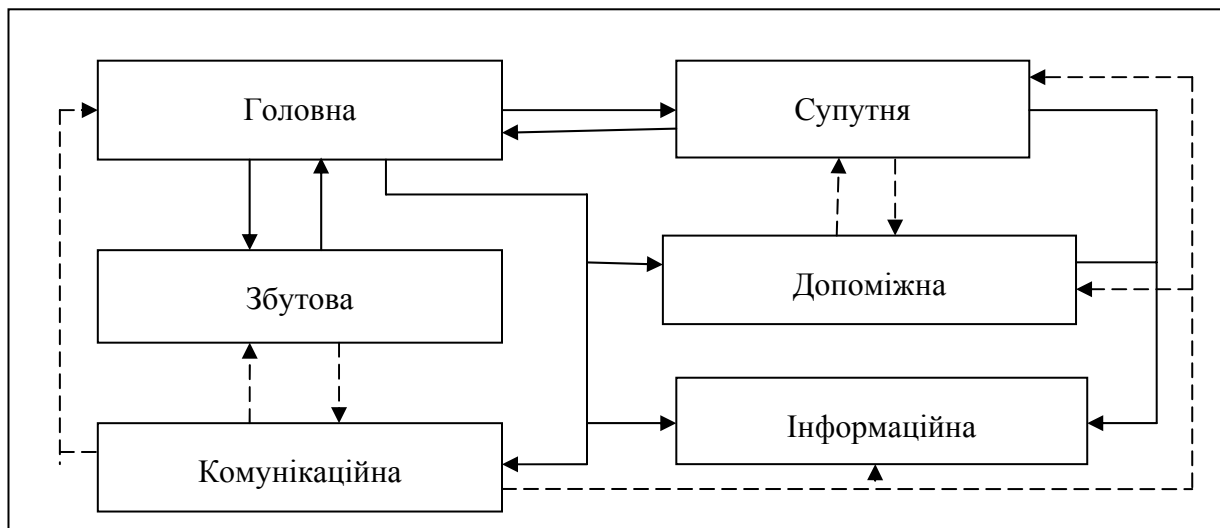 Головна
Супутня
Збутова
Допоміжна
Комунікаційна
Інформаційна